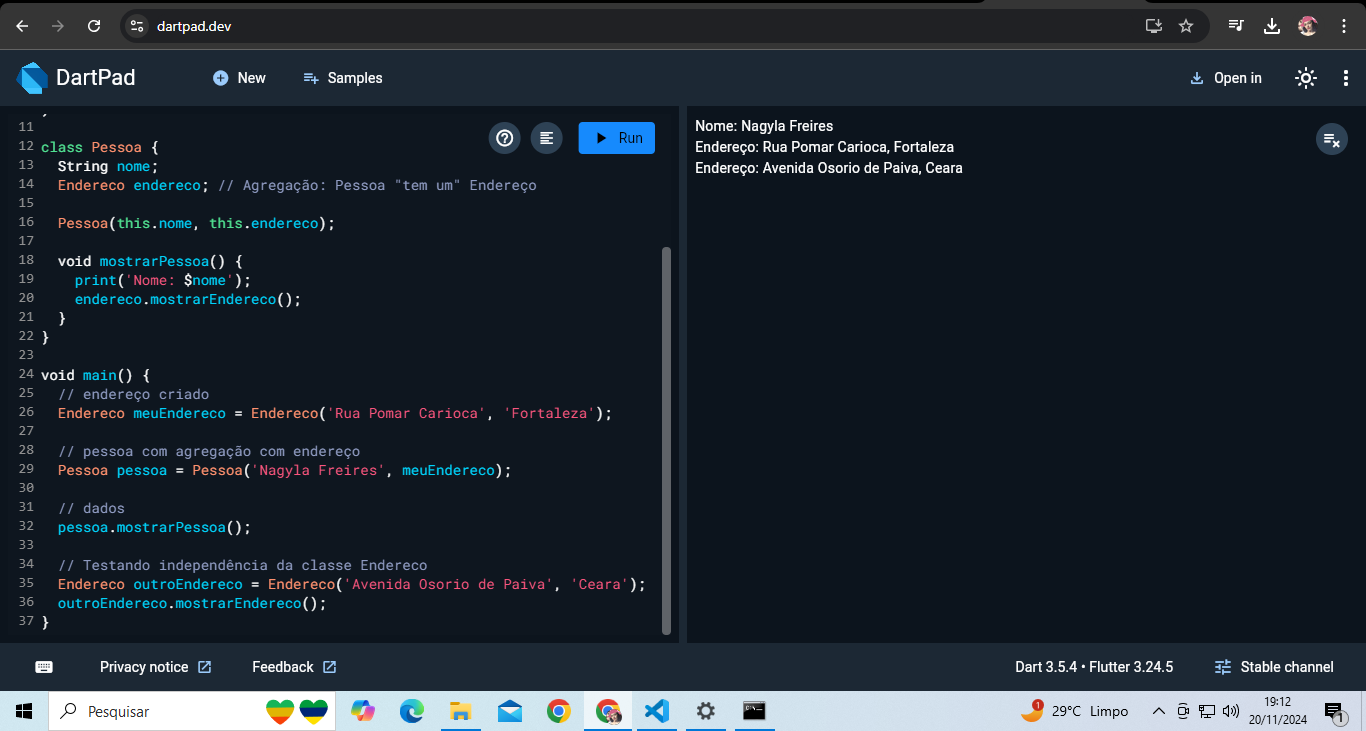 dartpad.dev
DartPad
New
Samples
Open in
Run
11
12 class Pessoa {
13   String nome;
14   Endereco endereco; // Agregação: Pessoa "tem um" Endereço
15
16   Pessoa(this.nome, this.endereco);
17
18   void mostrarPessoa() {
19     print('Nome: $nome');
20     endereco.mostrarEndereco();
21   }
22 }
23
24 void main() {
25   // endereço criado
26   Endereco meuEndereco = Endereco('Rua Pomar Carioca', 'Fortaleza');
27
28   // pessoa com agregação com endereço
29   Pessoa pessoa = Pessoa('Nagyla Freires', meuEndereco);
30
31   // dados
32   pessoa.mostrarPessoa();
33
34   // Testando independência da classe Endereco
35   Endereco outroEndereco = Endereco('Avenida Osorio de Paiva', 'Ceara');
36   outroEndereco.mostrarEndereco();
37 }
Nome: Nagyla Freires
Endereço: Rua Pomar Carioca, Fortaleza
Endereço: Avenida Osorio de Paiva, Ceara
Privacy notice
Feedback
Dart 3.5.4 • Flutter 3.24.5
Stable channel
Pesquisar
1
29°C Limpo
19:12
20/11/2024
1